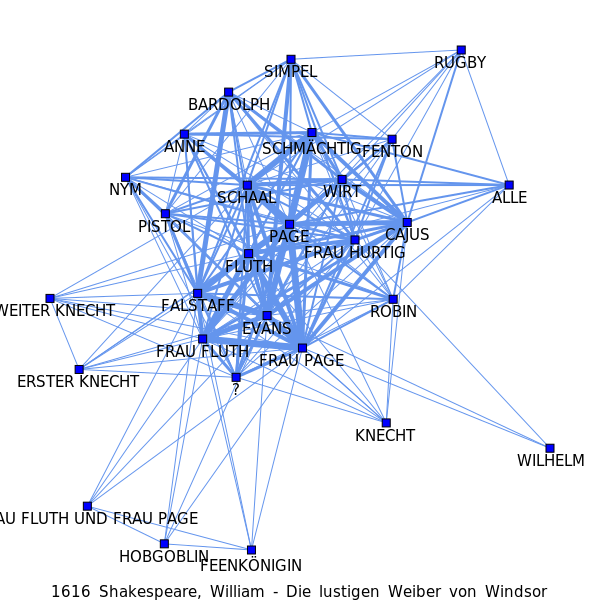 RUGBY
SIMPEL
BARDOLPH
ANNE
SCHMÄCHTIG
FENTON
NYM
SCHAAL
WIRT
ALLE
PISTOL
PAGE
CAJUS
FRAU HURTIG
FLUTH
WEITER KNECHT
FALSTAFF
ROBIN
EVANS
FRAU FLUTH
FRAU PAGE
ERSTER KNECHT
?
KNECHT
WILHELM
AU FLUTH UND FRAU PAGE
HOBGOBLIN
FEENKÖNIGIN
1616 Shakespeare, William - Die lustigen Weiber von Windsor